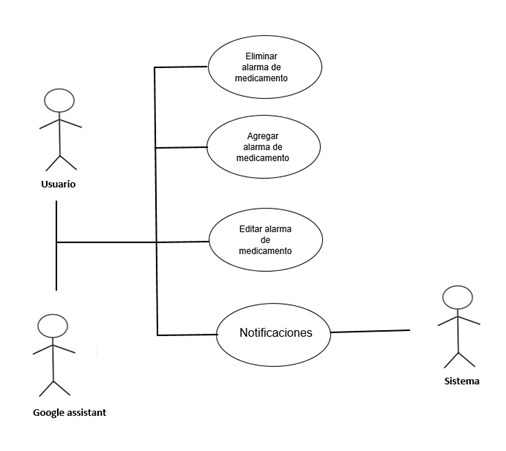 Eliminar
alarma de
medicamento
Agregar
alarma de
medicamento
Usuario
Editar alarma
de
medicamento
Notificaciones
Sistema
Google assistant